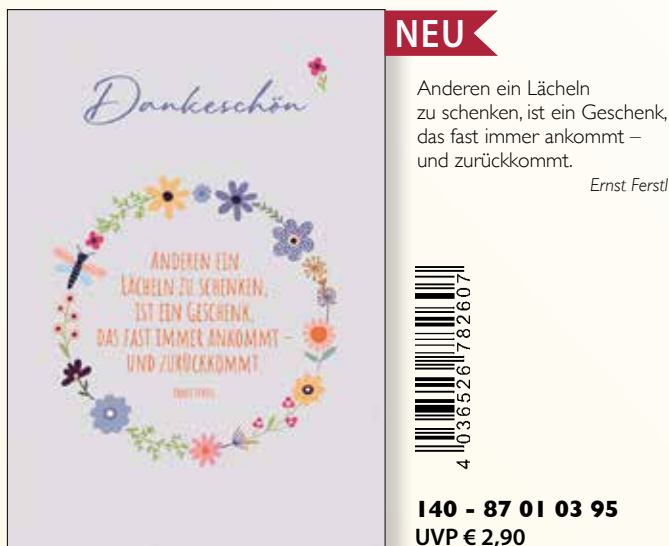 Dankeschön
ANDEREN EIN
LÄCHELN ZU SCHENKEN,
IST EIN GESCHENK,
DAS FAST IMMER ANKOMMT –
UND ZURÜCKKOMMT.
ERNST FERSTL
NEU
Anderen ein Lächeln
zu schenken, ist ein Geschenk,
das fast immer ankommt –
und zurückkommt.
Ernst Ferstl
4 036526 782607
140 - 87 01 03 95
UVP € 2,90